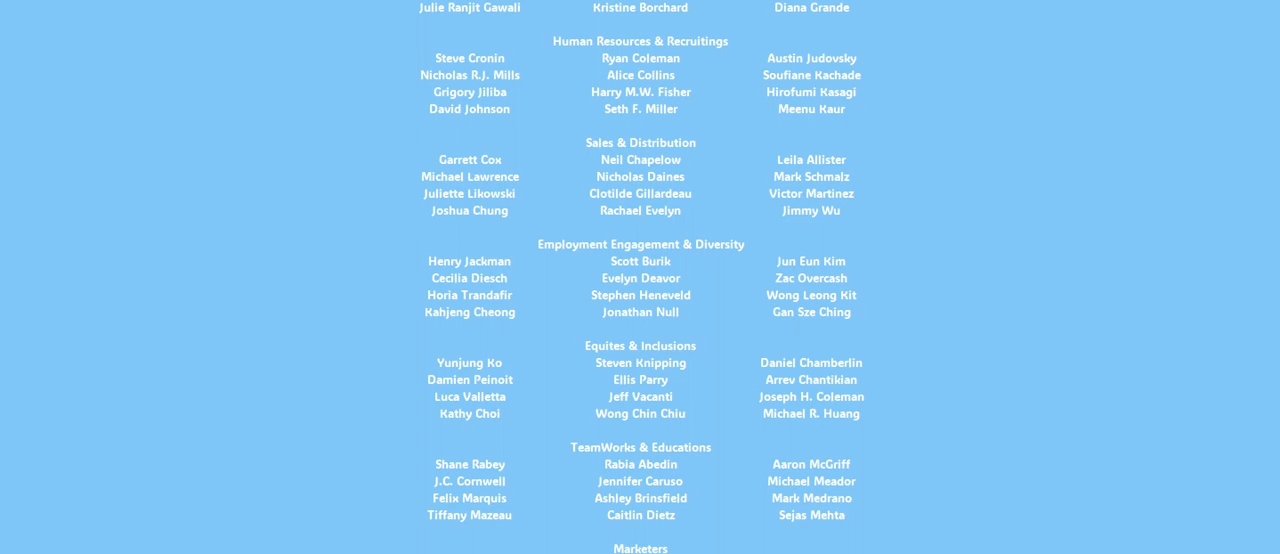 Julie Ranjit Gawali Kristine Borchard Diana Grande
Human Resources & Recruitings
Steve Cronin Ryan Coleman Austin Judovsky
Nicholas R.J. Mills Alice Collins Soufiane Kachade
Grigory Jiliba Harry M.W. Fisher Hirofumi Kasagi
David Johnson Seth F. Miller Meenu Kaur
Sales & Distribution
Garrett Cox Neil Chapelow Leila Allister
Michael Lawrence Nicholas Daines Mark Schmalz
Juliette Likowski Clotilde Gillardeau Victor Martinez
Joshua Chung Rachael Evelyn Jimmy Wu
Employment Engagement & Diversity
Henry Jackman Scott Burik Jun Eun Kim
Cecilia Diesch Evelyn Deavor Zac Overcash
Horia Trandafir Stephen Heneveld Wong Leong Kit
Kahjeng Cheong Jonathan Null Gan Sze Ching
Equites & Inclusions
Yunjung Ko Steven Knipping Daniel Chamberlin
Damien Peinoit Ellis Parry Arrev Chantikian
Luca Valletta Jeff Vacanti Joseph H. Coleman
Kathy Choi Wong Chin Chiu Michael R. Huang
TeamWorks & Educations
Shane Rabey Rabia Abedin Aaron McGriff
J.C. Cornwell Jennifer Caruso Michael Meador
Felix Marquis Ashley Brinsfield Mark Medrano
Tiffany Mazeau Caitlin Dietz Sejas Mehta
Marketers